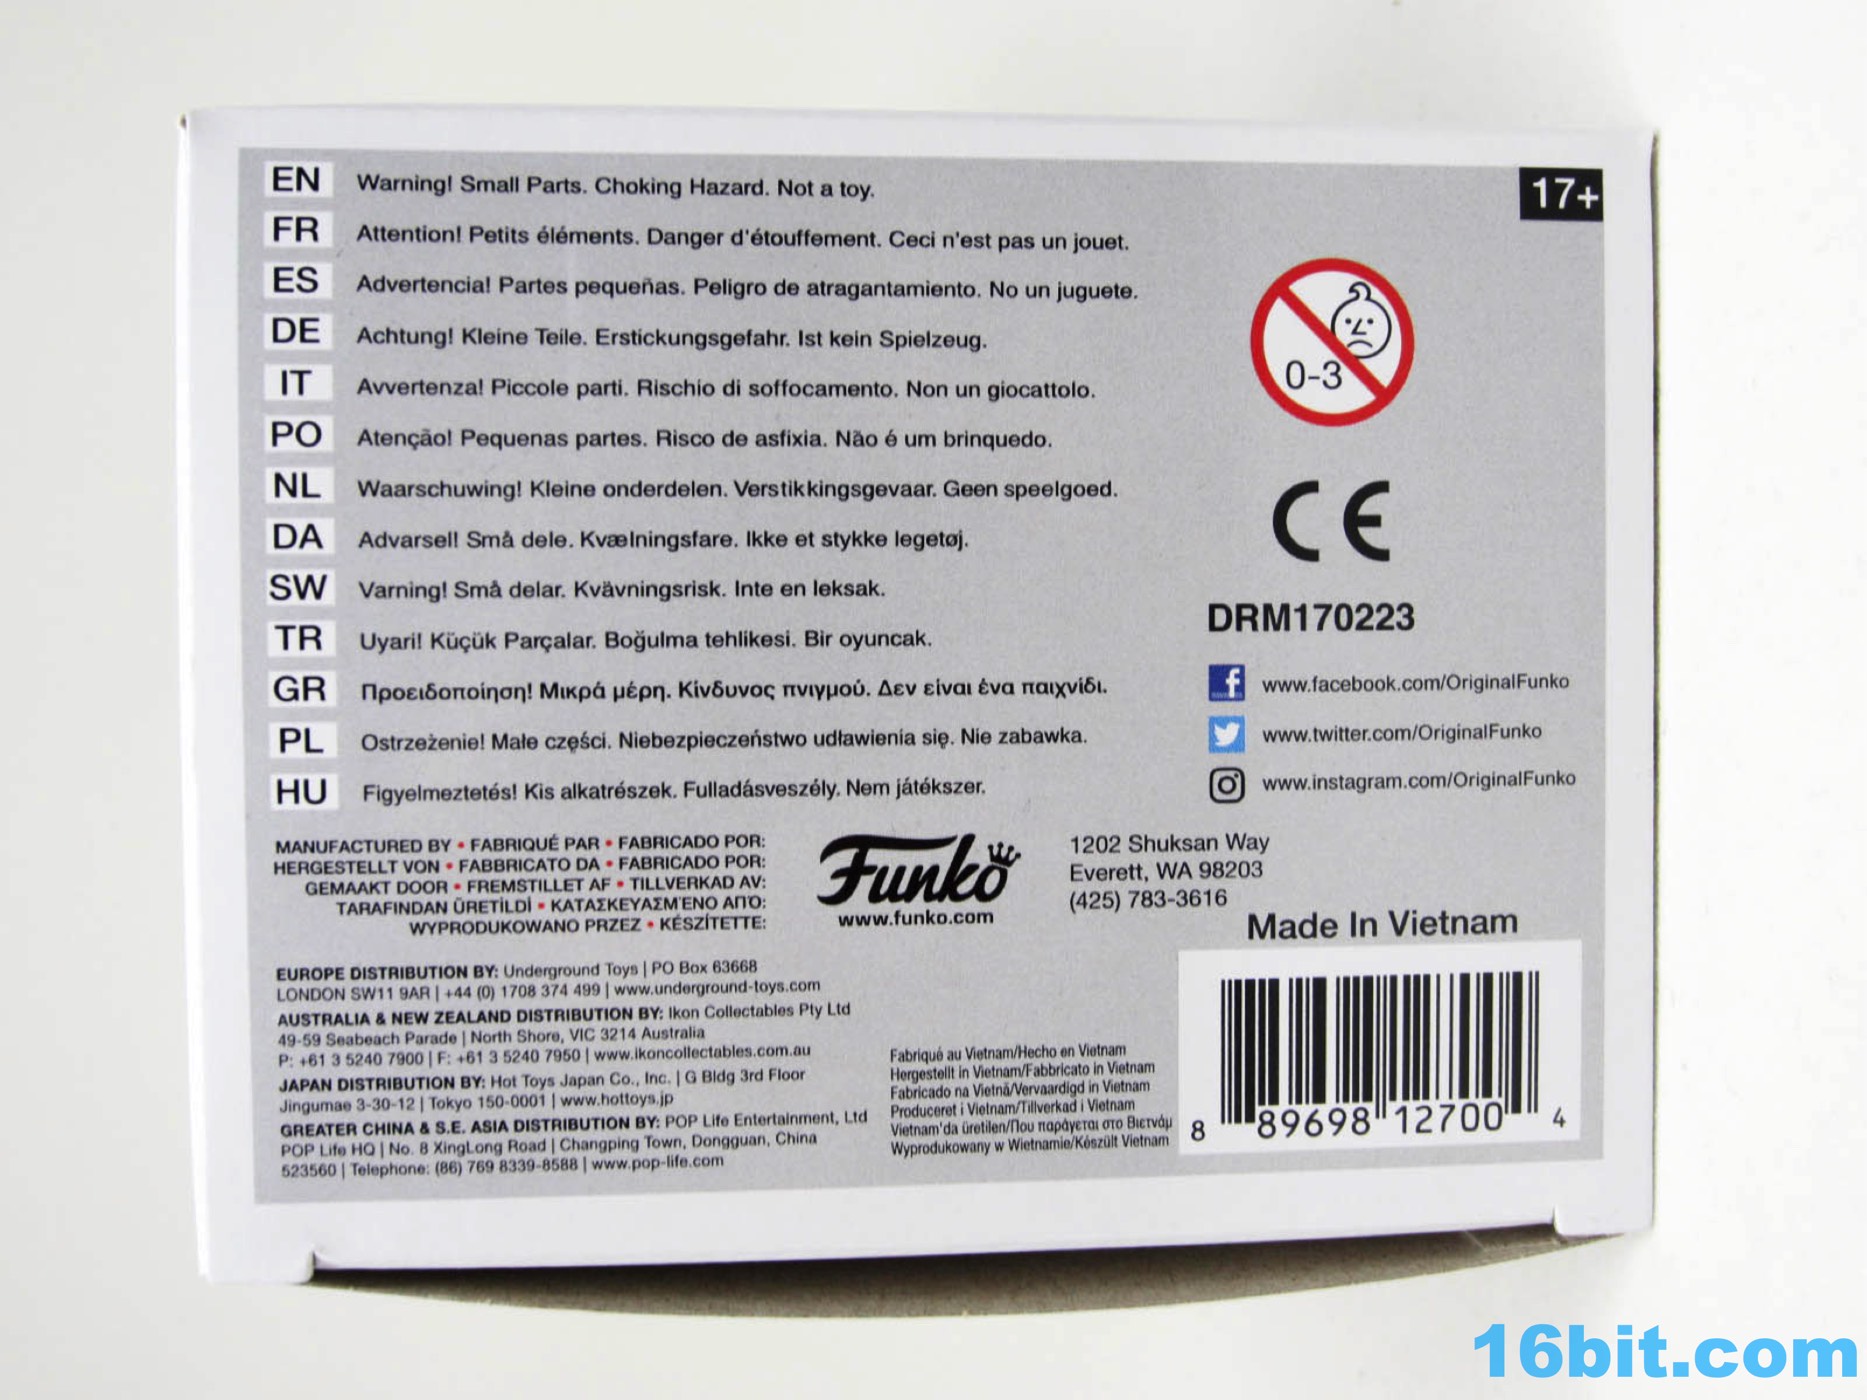 EN Warning! Small Parts. Choking Hazard. Not a toy.
FR Attention! Petits éléments. Danger d'étouffement. Ceci n'est pas un jouet.
ES Advertencia! Partes pequeñas. Peligro de atragantamiento. No un juguete.
DE Achtung! Kleine Teile. Erstickungsgefahr. Ist kein Spielzeug.
IT Avvertenza! Piccole parti. Rischio di soffocamento. Non un giocattolo.
PO Atenção! Pequenas partes. Risco de asfixia. Não é um brinquedo.
NL Waarschuwing! Kleine onderdelen. Verstikkingsgevaar. Geen speelgoed.
DA Advarsel! Små dele. Kvælningsfare. Ikke et stykke legetøj.
SW Varning! Små delar. Kvävningsrisk. Inte en leksak.
TR Uyari! Küçük Parçalar. Boğulma tehlikesi. Bir oyuncak.
GR Προειδοποίηση! Μικρά μέρη. Κίνδυνος πνιγμού. Δεν είναι ένα παιχνίδι.
PL Ostrzeżenie! Małe części. Niebezpieczeństwo udławienia się. Nie zabawka.
HU Figyelmeztetés! Kis alkatrészek. Fulladásveszély. Nem játékszer.
17+
0-3
CE
DRM170223
www.facebook.com/OriginalFunko
www.twitter.com/OriginalFunko
www.instagram.com/OriginalFunko
MANUFACTURED BY • FABRIQUÉ PAR • FABRICADO POR:
HERGESTELLT VON • FABBRICATO DA • FABRICADO POR:
GEMAAKT DOOR • FREMSTILLET AF • TILLVERKAD AV:
TARAFINDAN ÜRETİLDİ • ΚΑΤΑΣΚΕΥΑΣΜΈΝΟ ΑΠΌ:
WYPRODUKOWANO PRZEZ • KÉSZÍTETTE:
Funko
www.funko.com
1202 Shuksan Way
Everett, WA 98203
(425) 783-3616
Made In Vietnam
EUROPE DISTRIBUTION BY: Underground Toys | PO Box 63668
LONDON SW11 9AR | +44 (0) 1708 374 499 | www.underground-toys.com
AUSTRALIA & NEW ZEALAND DISTRIBUTION BY: Ikon Collectables Pty Ltd
49-59 Seabeach Parade | North Shore, VIC 3214 Australia
P: +61 3 5240 7900 | F: +61 3 5240 7950 | www.ikoncollectables.com.au
JAPAN DISTRIBUTION BY: Hot Toys Japan Co., Inc. | G Bldg 3rd Floor
Jingumae 3-30-12 | Tokyo 150-0001 | www.hottoys.jp
GREATER CHINA & S.E. ASIA DISTRIBUTION BY: POP Life Entertainment, Ltd
POP Life HQ | No. 8 XingLong Road | Changping Town, Dongguan, China
523560 | Telephone: (86) 769 8339-8588 | www.pop-life.com
Fabriqué au Vietnam/Hecho en Vietnam
Hergestellt in Vietnam/Fabbricato in Vietnam
Fabricado na Vietnã/Vervaardigd in Vietnam
Produceret i Vietnam/Tillverkad i Vietnam
Vietnam'da üretilen/Που παράγεται στο Βιετνάμ
Wyprodukowany w Wietnamie/Készült Vietnam
8 89698 12700 4
16bit.com